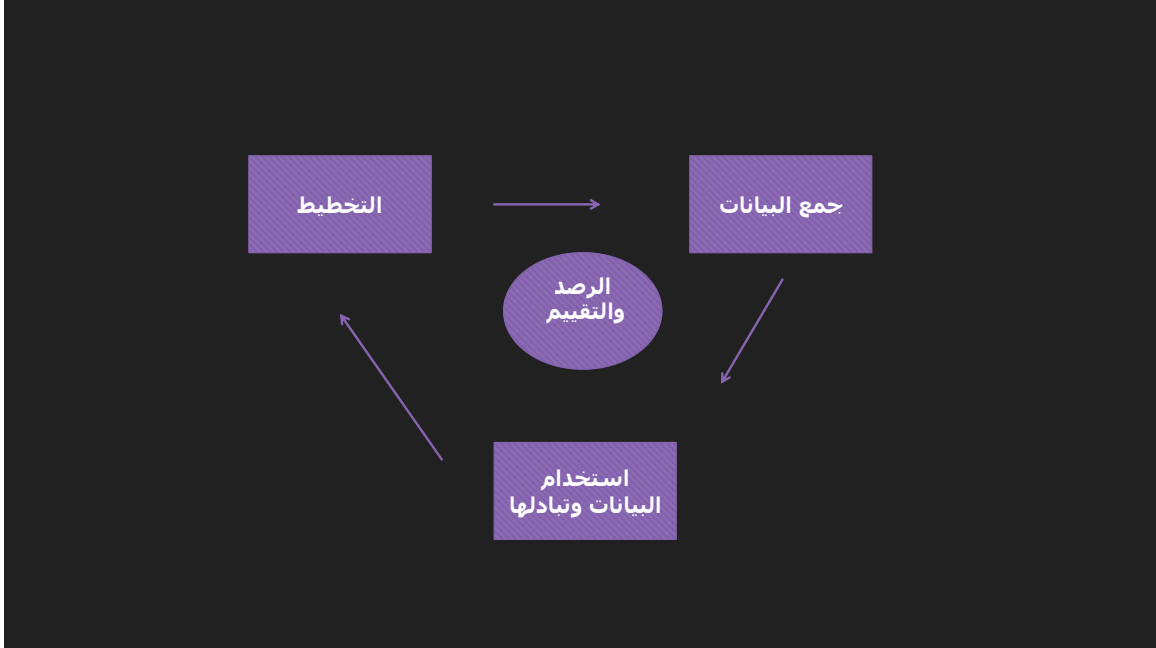 التخطيط
جمع البيانات
الرصد
والتقييم
استخدام
البيانات وتبادلها